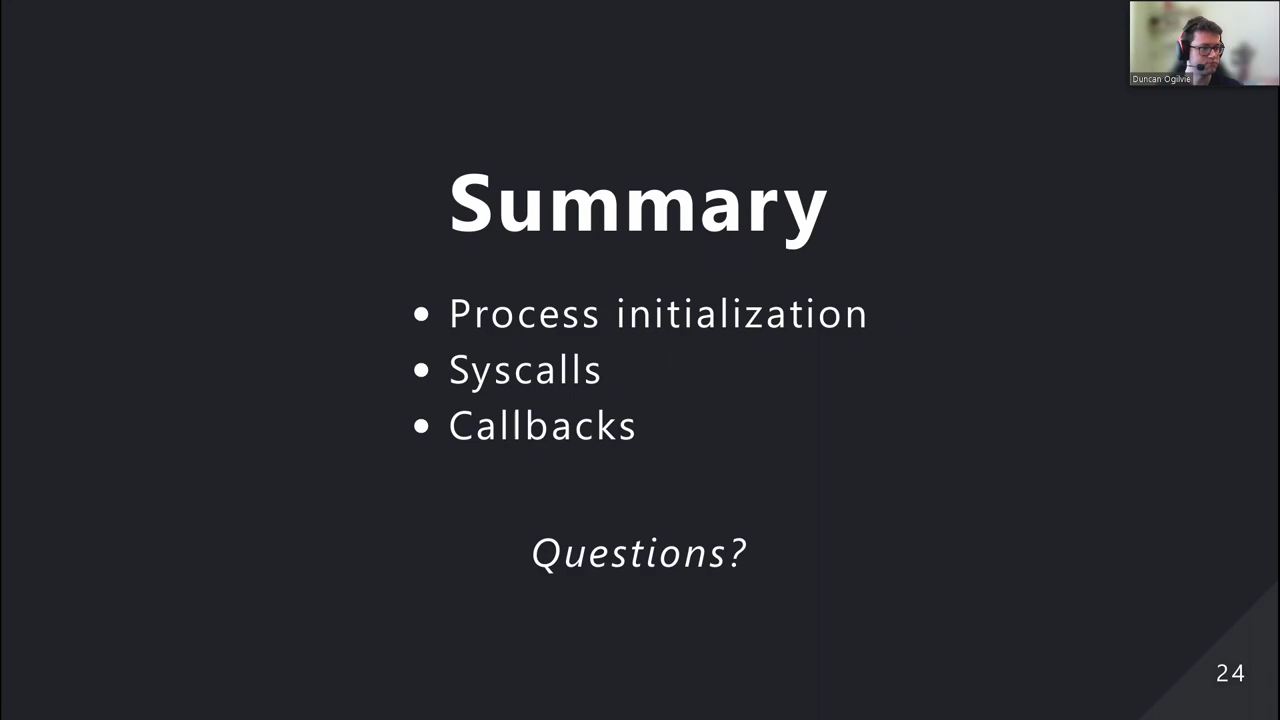 Duncan Ogilvie
Summary
• Process initialization
• Syscalls
• Callbacks
Questions?
24